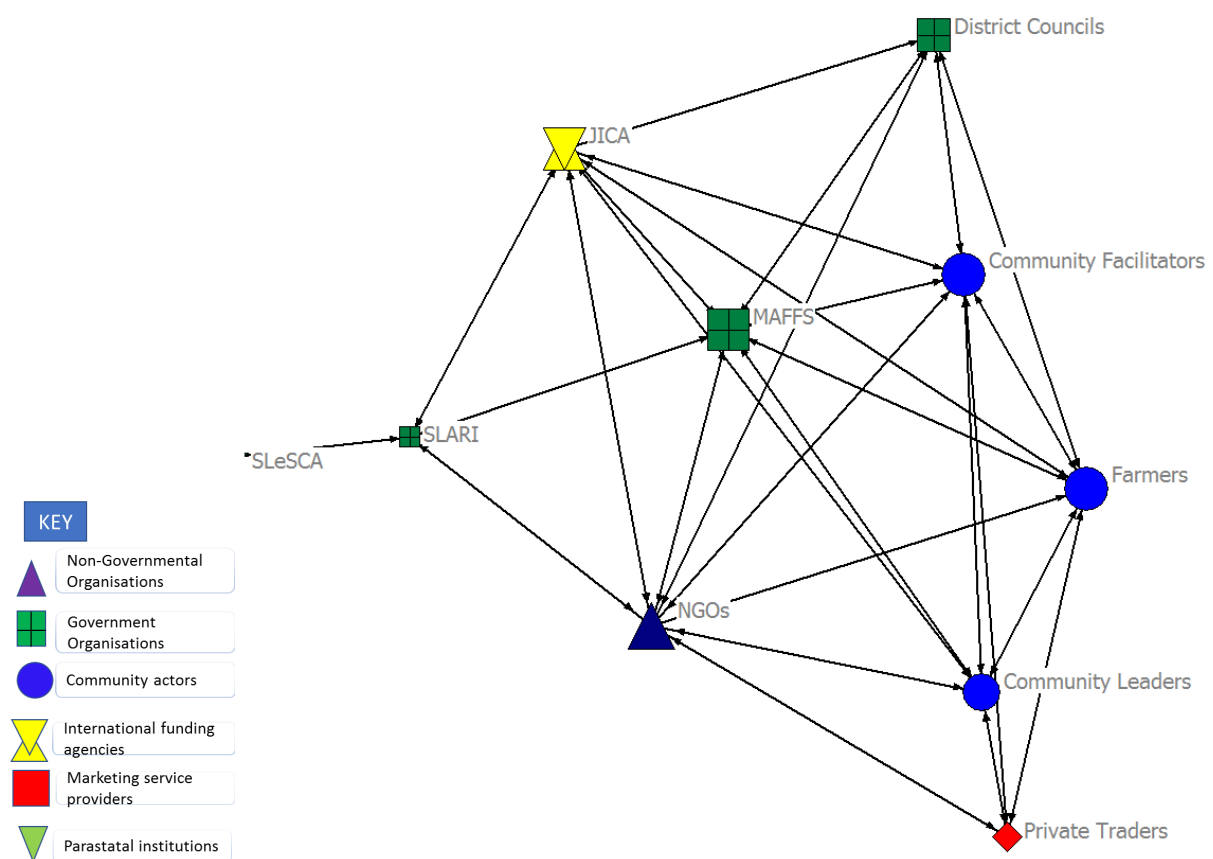 District Councils
JICA
Community Facilitators
MAFFS
SLARI
SLeSCA
Farmers
KEY
Non-Governmental
Organisations
NGOs
Government
Organisations
Community actors
Community Leaders
International funding
agencies
Marketing service
providers
Private Traders
Parastatal institutions